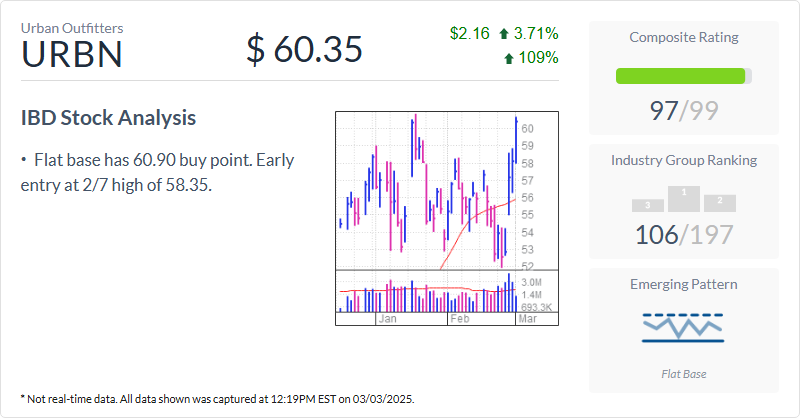 Urban Outfitters
URBN
$ 60.35
$2.16 3.71%
109%
IBD Stock Analysis
• Flat base has 60.90 buy point. Early
entry at 2/7 high of 58.35.
60
59
58
57
56
55
54
53
52
3.0M
1.4M
693.3K
Jan Feb Mar
Composite Rating
97/99
Industry Group Ranking
3 1 2
106/197
Emerging Pattern
Flat Base
* Not real-time data. All data shown was captured at 12:19PM EST on 03/03/2025.